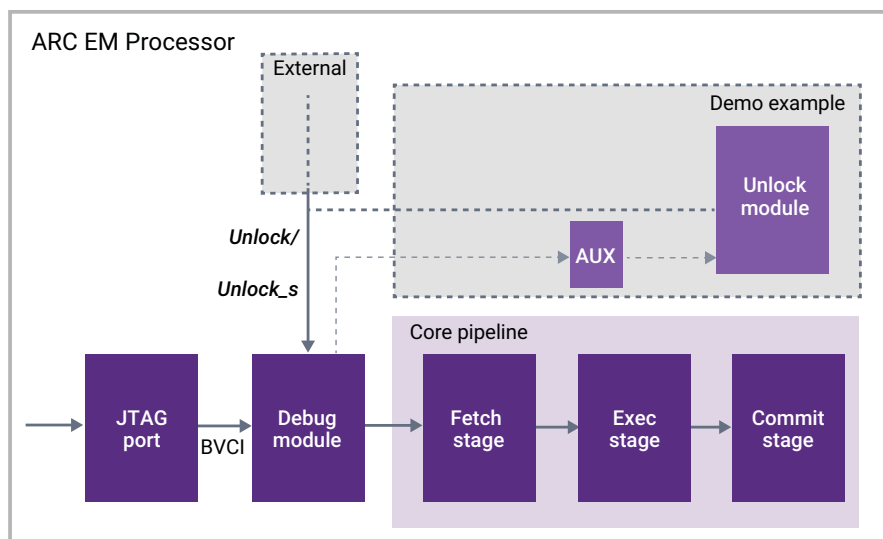 ARC EM Processor
External
Demo example
Unlock
module
Unlock/
AUX
Unlock_s
Core pipeline
JTAG
port
BVCI
Debug
module
Fetch
stage
Exec
stage
Commit
stage